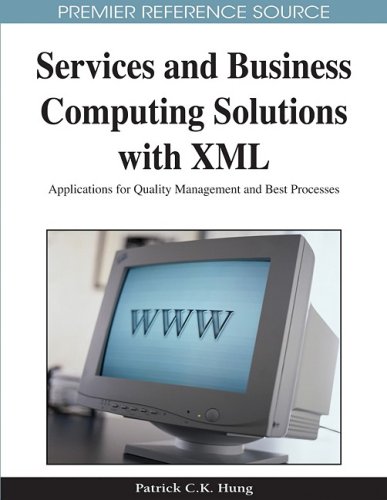 PREMIER REFERENCE SOURCE
Services and Business
Computing Solutions
with XML
Applications for Quality Management and Best Processes
WWW
Patrick C.K. Hung